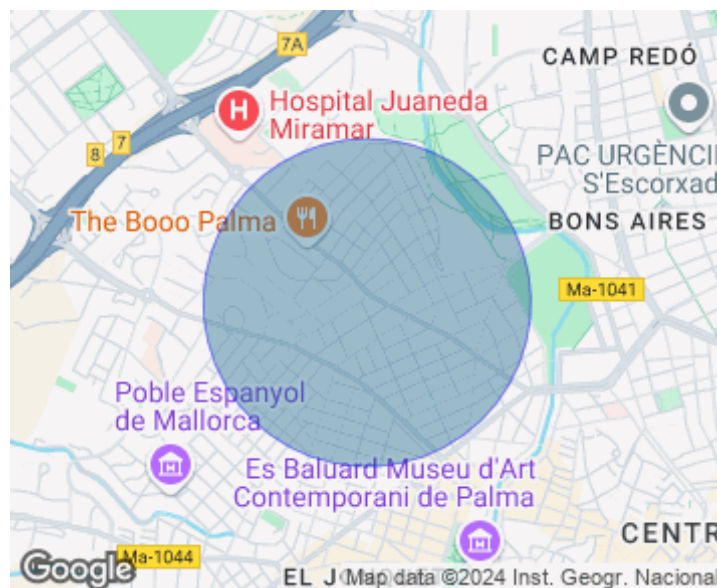 7A
CAMP REDÓ
Hospital Juaneda
Miramar
8
7
PAC URGÈNCI
S'Escorxad
The Booo Palma
BONS AIRES
Ma-1041
Poble Espanyol
de Mallorca
Es Baluard Museu d'Art
Contemporani de Palma
CENTR
Google
Ma-1044
EL J
Map data ©2024 Inst. Geogr. Nacional